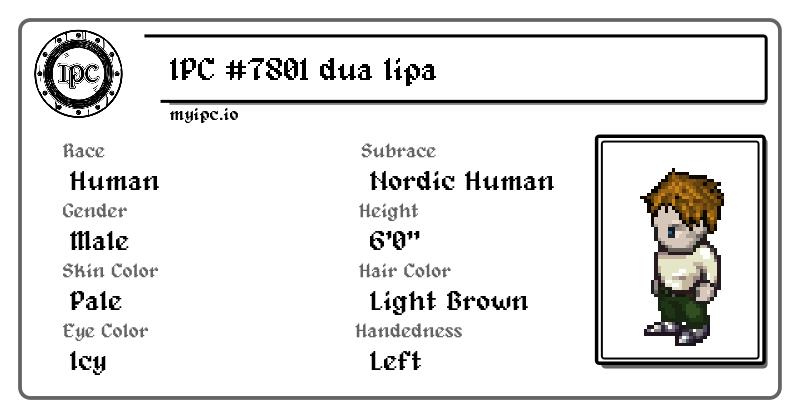 IPC
IPC #7801 dua lipa
myipc.io
Race
Human
Subrace
Nordic Human
Gender
Male
Height
6'0"
Skin Color
Pale
Hair Color
Light Brown
Eye Color
Icy
Handedness
Left